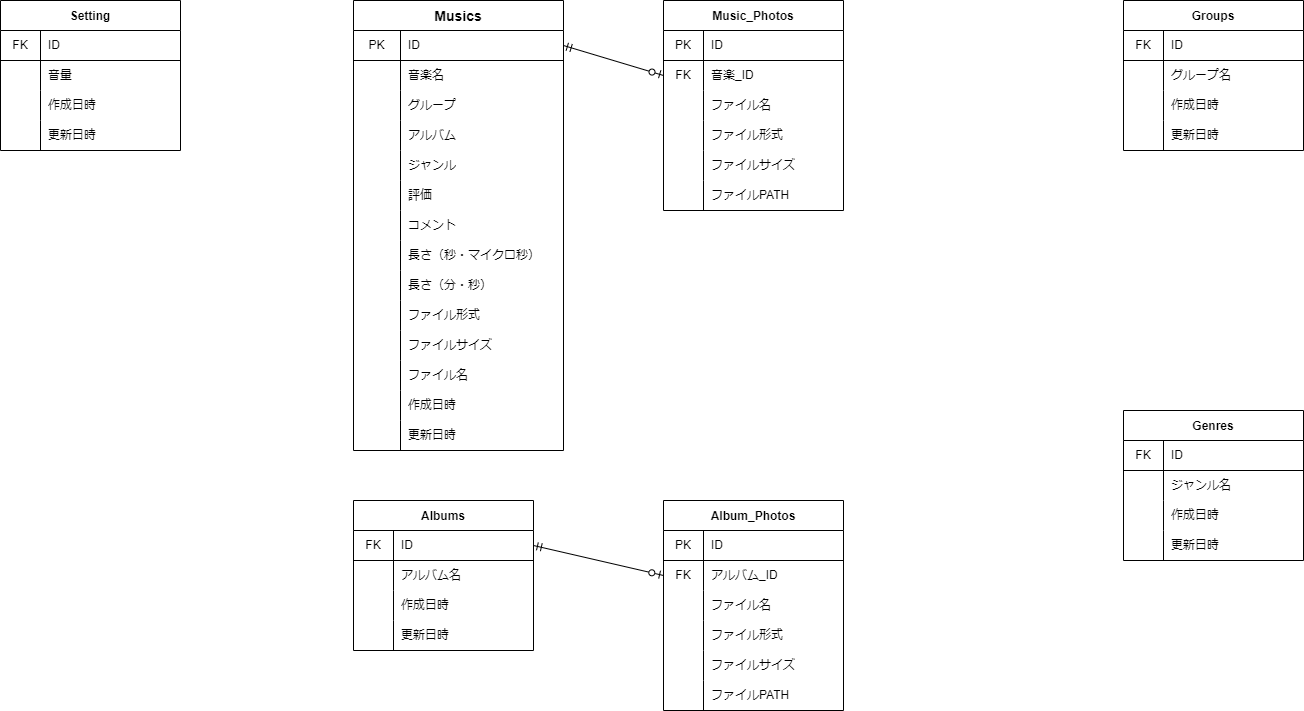 Setting
FK ID
音量
作成日時
更新日時
Musics
PK ID
音楽名
グループ
アルバム
ジャンル
評価
コメント
長さ（秒・マイクロ秒）
長さ（分・秒）
ファイル形式
ファイルサイズ
ファイル名
作成日時
更新日時
Music_Photos
PK ID
FK 音楽_ID
ファイル名
ファイル形式
ファイルサイズ
ファイルPATH
Groups
FK ID
グループ名
作成日時
更新日時
Albums
FK ID
アルバム名
作成日時
更新日時
Album_Photos
PK ID
FK アルバム_ID
ファイル名
ファイル形式
ファイルサイズ
ファイルPATH
Genres
FK ID
ジャンル名
作成日時
更新日時